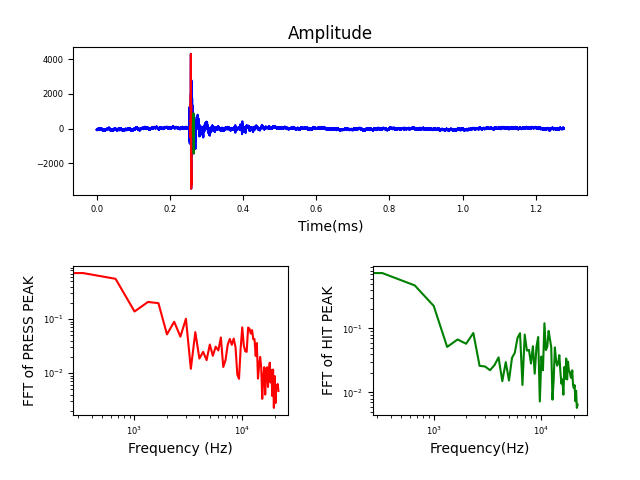 Amplitude
4000
2000
0
−2000
0.0 0.2 0.4 0.6 0.8 1.0 1.2
Time(ms)
FFT of PRESS PEAK
10⁻¹
10⁻²
10³ 10⁴
Frequency (Hz)
FFT of HIT PEAK
10⁻¹
10⁻²
10³ 10⁴
Frequency(Hz)